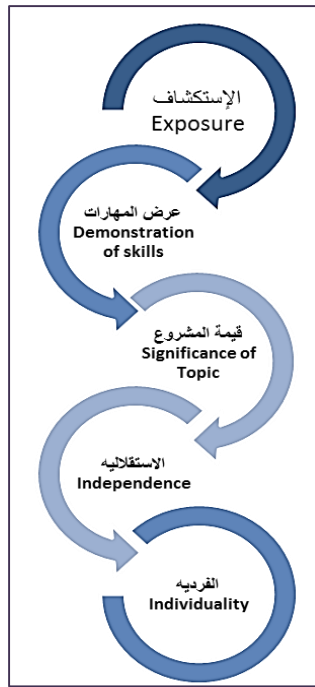 الإستكشاف
Exposure
عرض المهارات
Demonstration
of skills
قيمة المشروع
Significance of
Topic
الاستقلاليه
Independence
الفرديه
Individuality